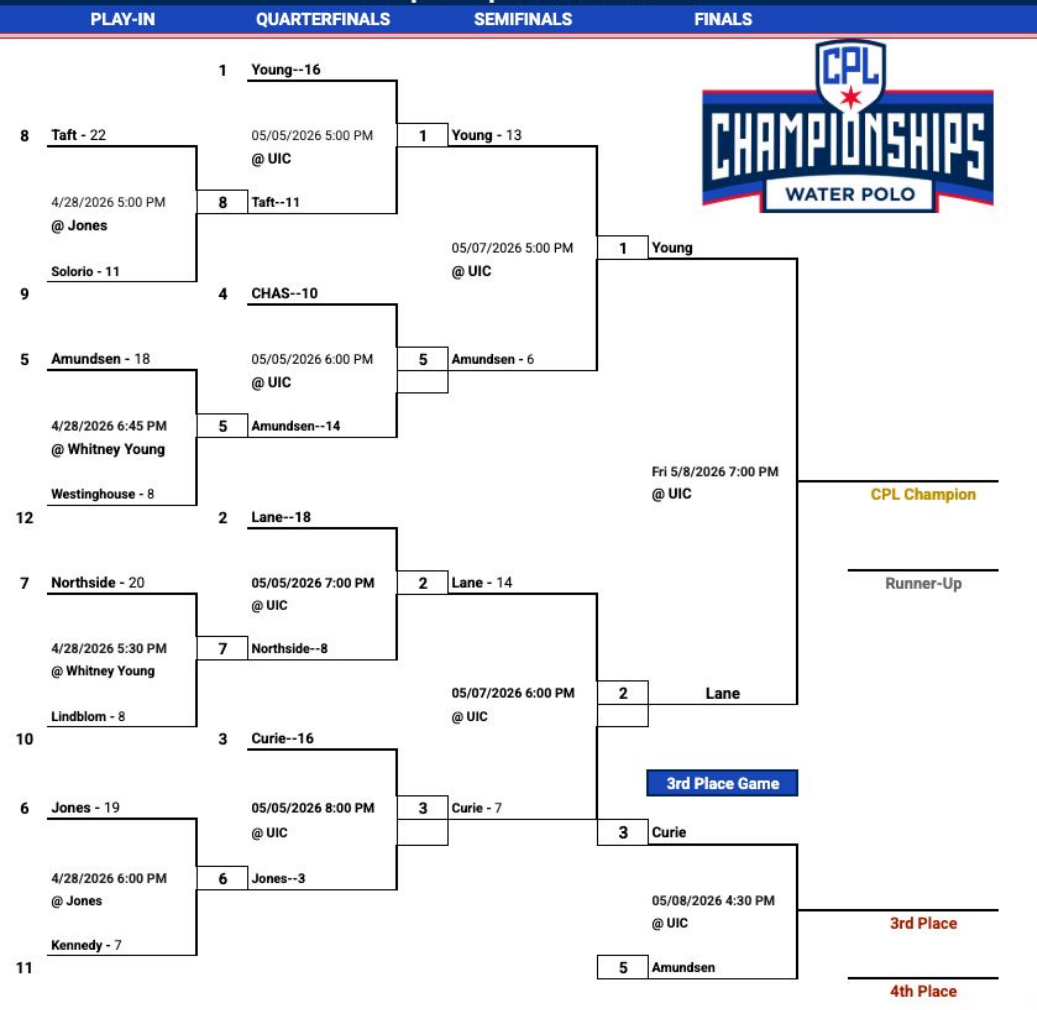 PLAY-IN QUARTERFINALS SEMIFINALS FINALS
CPL
CHAMPIONSHIPS
WATER POLO
1 Young--16
8 Taft - 22
05/05/2026 5:00 PM
@ UIC
1 Young - 13
4/28/2026 5:00 PM
@ Jones
8 Taft--11
Solorio - 11
9
05/07/2026 5:00 PM
@ UIC
1 Young
4 CHAS--10
5 Amundsen - 18
05/05/2026 6:00 PM
@ UIC
5 Amundsen - 6
4/28/2026 6:45 PM
@ Whitney Young
5 Amundsen--14
Westinghouse - 8
12
Fri 5/8/2026 7:00 PM
@ UIC
CPL Champion
Runner-Up
2 Lane--18
7 Northside - 20
05/05/2026 7:00 PM
@ UIC
2 Lane - 14
4/28/2026 5:30 PM
@ Whitney Young
7 Northside--8
Lindblom - 8
10
05/07/2026 6:00 PM
@ UIC
2 Lane
3 Curie--16
6 Jones - 19
05/05/2026 8:00 PM
@ UIC
3 Curie - 7
4/28/2026 6:00 PM
@ Jones
6 Jones--3
Kennedy - 7
11
3rd Place Game
3 Curie
05/08/2026 4:30 PM
@ UIC
5 Amundsen
3rd Place
4th Place